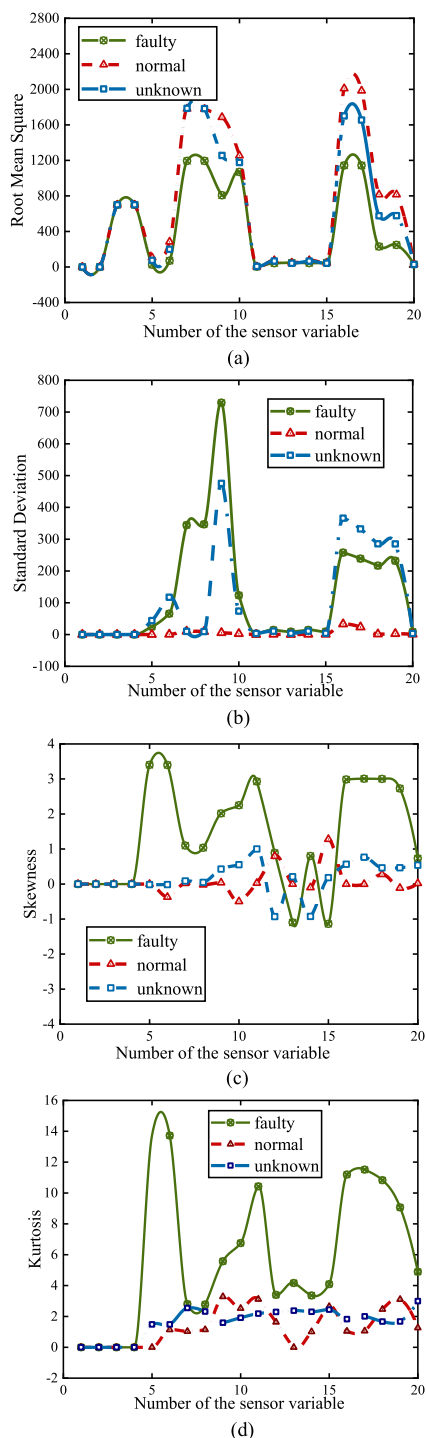 2800
2400
2000
1600
1200
800
400
0
-400
Root Mean Square
faulty
normal
unknown
0 5 10 15 20
Number of the sensor variable
(a)
800
700
600
500
400
300
200
100
0
-100
Standard Deviation
faulty
normal
unknown
0 5 10 15 20
Number of the sensor variable
(b)
4
3
2
1
0
-1
-2
-3
-4
Skewness
faulty
normal
unknown
0 5 10 15 20
Number of the sensor variable
(c)
16
14
12
10
8
6
4
2
0
-2
Kurtosis
faulty
normal
unknown
0 5 10 15 20
Number of the sensor variable
(d)